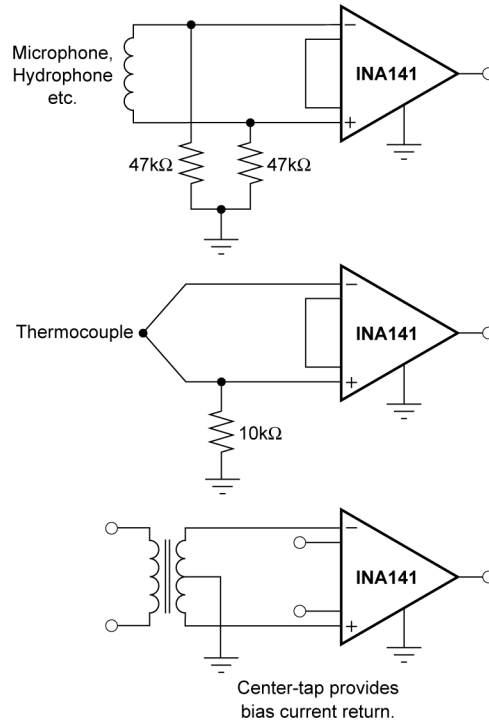 Microphone,
Hydrophone
etc.
−
INA141
+
47kΩ
47kΩ
−
Thermocouple
INA141
+
10kΩ
−
INA141
+
Center-tap provides
bias current return.